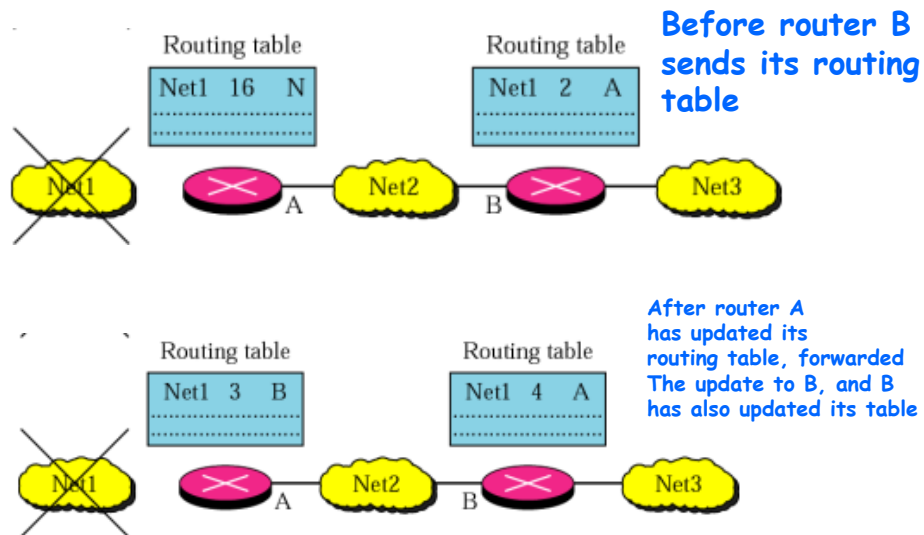 Before router B
sends its routing
table
Routing table
Routing table
Net1 16 N
Net1 2 A
Net1
A
Net2
B
Net3
After router A
has updated its
routing table, forwarded
The update to B, and B
has also updated its table
Routing table
Routing table
Net1 3 B
Net1 4 A
Net1
A
Net2
B
Net3